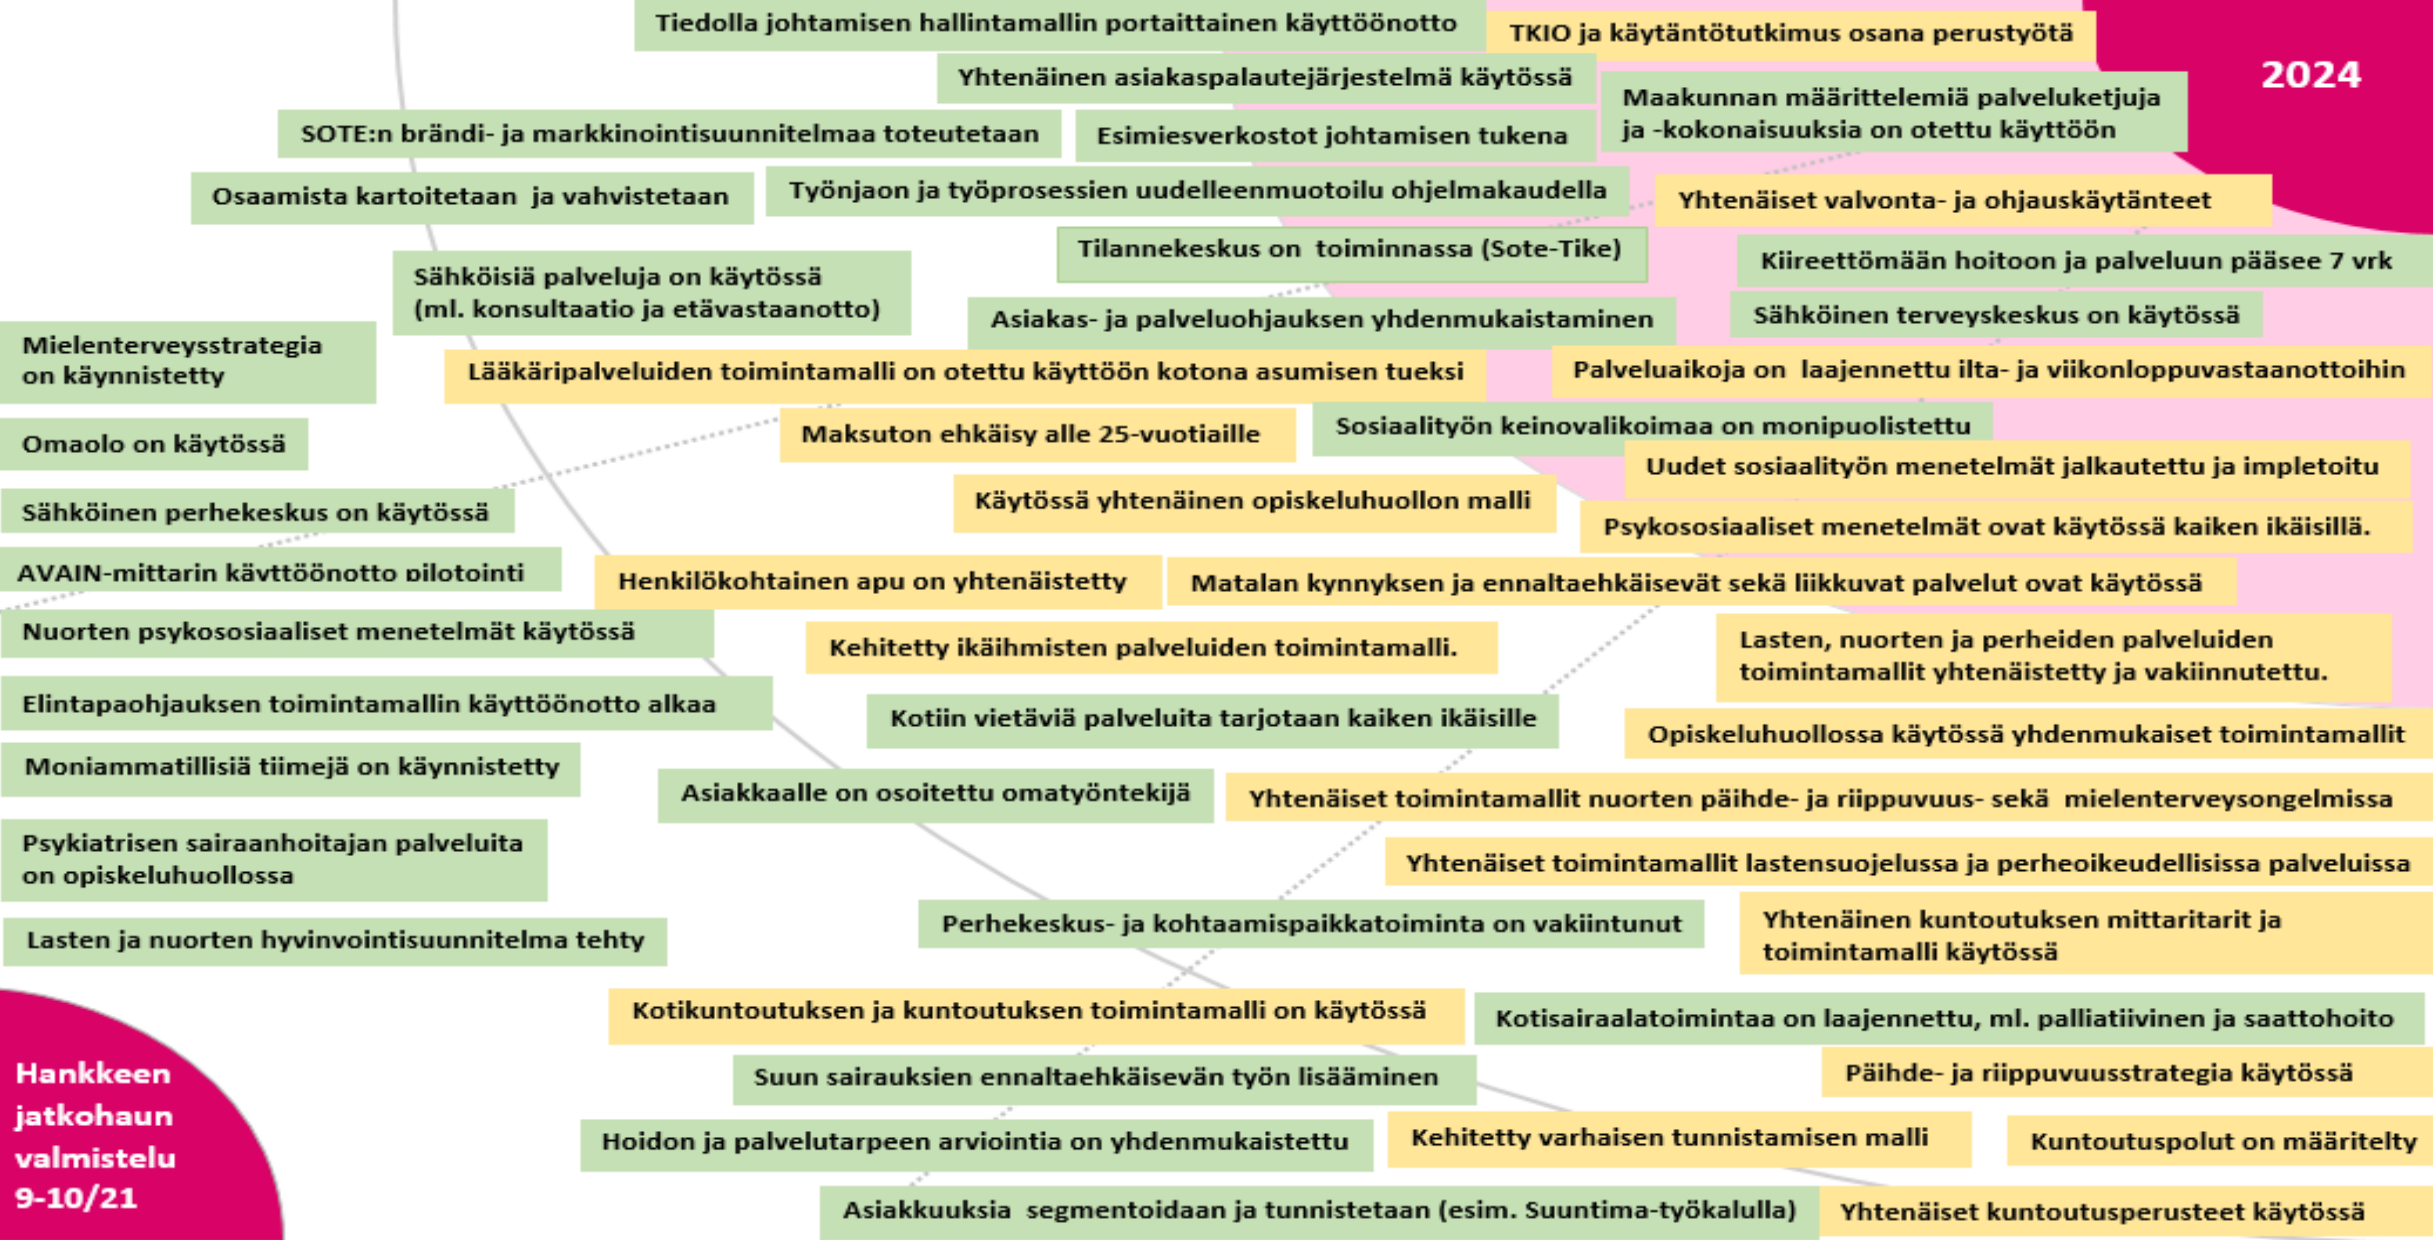 Tiedolla johtamisen hallintamallin portaittainen käyttöönotto
TKIO ja käytäntötutkimus osana perustyötä
2024
Yhtenäinen asiakaspalautejärjestelmä käytössä
Maakunnan määrittelemiä palveluketjuja
ja -kokonaisuuksia on otettu käyttöön
SOTE:n brändi- ja markkinointisuunnitelmaa toteutetaan
Esimiesverkostot johtamisen tukena
Osaamista kartoitetaan ja vahvistetaan
Työnjaon ja työprosessien uudelleenmuotoilu ohjelmakaudella
Yhtenäiset valvonta- ja ohjauskäytänteet
Tilannekeskus on toiminnassa (Sote-Tike)
Kiireettömään hoitoon ja palveluun pääsee 7 vrk
Sähköisiä palveluja on käytössä
(ml. konsultaatio ja etävastaanotto)
Asiakas- ja palveluohjauksen yhdenmukaistaminen
Sähköinen terveyskeskus on käytössä
Mielenterveysstrategia
on käynnistetty
Lääkäripalveluiden toimintamalli on otettu käyttöön kotona asumisen tueksi
Palveluaikoja on laajennettu ilta- ja viikonloppuvastaanottoihin
Omaolo on käytössä
Maksuton ehkäisy alle 25-vuotiaille
Sosiaalityön keinovalikoimaa on monipuolistettu
Uudet sosiaalityön menetelmät jalkautettu ja impletoitu
Sähköinen perhekeskus on käytössä
Käytössä yhtenäinen opiskeluhuollon malli
Psykososiaaliset menetelmät ovat käytössä kaiken ikäisillä.
AVAIN-mittarin käyttöönotto pilotointi
Henkilökohtainen apu on yhtenäistetty
Matalan kynnyksen ja ennaltaehkäisevät sekä liikkuvat palvelut ovat käytössä
Nuorten psykososiaaliset menetelmät käytössä
Kehitetty ikäihmisten palveluiden toimintamalli.
Lasten, nuorten ja perheiden palveluiden
toimintamallit yhtenäistetty ja vakiinnutettu.
Elintapaohjauksen toimintamallin käyttöönotto alkaa
Kotiin vietäviä palveluita tarjotaan kaiken ikäisille
Opiskeluhuollossa käytössä yhdenmukaiset toimintamallit
Moniammatillisiä tiimejä on käynnistetty
Asiakkaalle on osoitettu omatyöntekijä
Yhtenäiset toimintamallit nuorten päihde- ja riippuvuus- sekä mielenterveysongelmissa
Psykiatrisen sairaanhoitajan palveluita
on opiskeluhuollossa
Yhtenäiset toimintamallit lastensuojelussa ja perheoikeudellisissa palveluissa
Lasten ja nuorten hyvinvointisuunnitelma tehty
Perhekeskus- ja kohtaamispaikkatoiminta on vakiintunut
Yhtenäinen kuntoutuksen mittaritarit ja
toimintamalli käytössä
Kotikuntoutuksen ja kuntoutuksen toimintamalli on käytössä
Kotisairaalatoimintaa on laajennettu, ml. palliatiivinen ja saattohoito
Hankkeen
jatkohaun
valmistelu
9-10/21
Suun sairauksien ennaltaehkäisevän työn lisääminen
Päihde- ja riippuvuusstrategia käytössä
Hoidon ja palvelutarpeen arviointia on yhdenmukaistettu
Kehitetty varhaisen tunnistamisen malli
Kuntoutuspolut on määritelty
Asiakkuuksia segmentoidaan ja tunnistetaan (esim. Suuntima-työkalulla)
Yhtenäiset kuntoutusperusteet käytössä